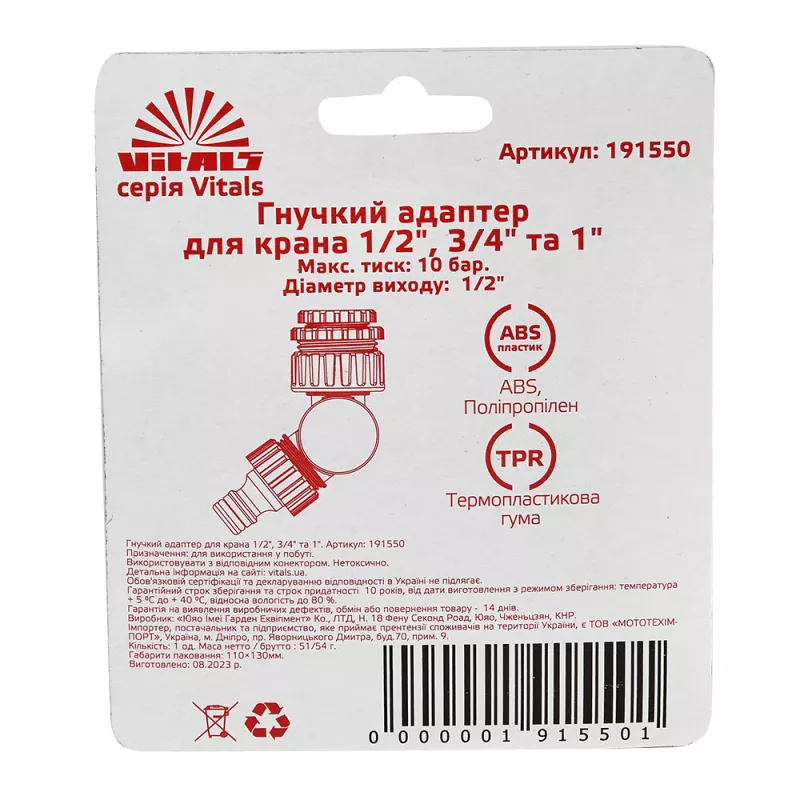 VITALS
серія Vitals
Артикул: 191550
Гнучкий адаптер
для крана 1/2", 3/4" та 1"
Макс. тиск: 10 бар.
Діаметр виходу: 1/2"
ABS
пластик
ABS,
Поліпропілен
TPR
Термопластикова
гума
Гнучкий адаптер для крана 1/2", 3/4" та 1". Артикул: 191550
Призначення: для використання у побуті.
Використовувати з відповідним конектором. Нетоксично.
Детальна інформація на сайті: vitals.ua.
Обов'язковій сертифікації та декларуванню відповідності в Україні не підлягає.
Гарантійний строк зберігання та строк придатності 10 років, від дати виготовлення з режимом зберігання: температура
+ 5 ºС до + 40 ºС, відносна вологість до 80 %.
Гарантія на виявлення виробничих дефектів, обмін або повернення товару - 14 днів.
Виробник: «Юяо Імеі Гарден Еквіпмент» Ко., ЛТД, Н. 18 Фену Секонд Роад, Юяо, Чженьцзян, КНР.
Імпортер, постачальник та підприємство, яке приймає претензії споживачів на території України, є ТОВ «МОТОТЕХІМ-
ПОРТ», Україна, м. Дніпро, пр. Яворницького Дмитра, буд.70, прим. 9.
Кількість: 1 од. Маса нетто / брутто : 51/54 г.
Габарити паковання: 110×130мм.
Виготовлено 08.2023 р.
0 000001 915501